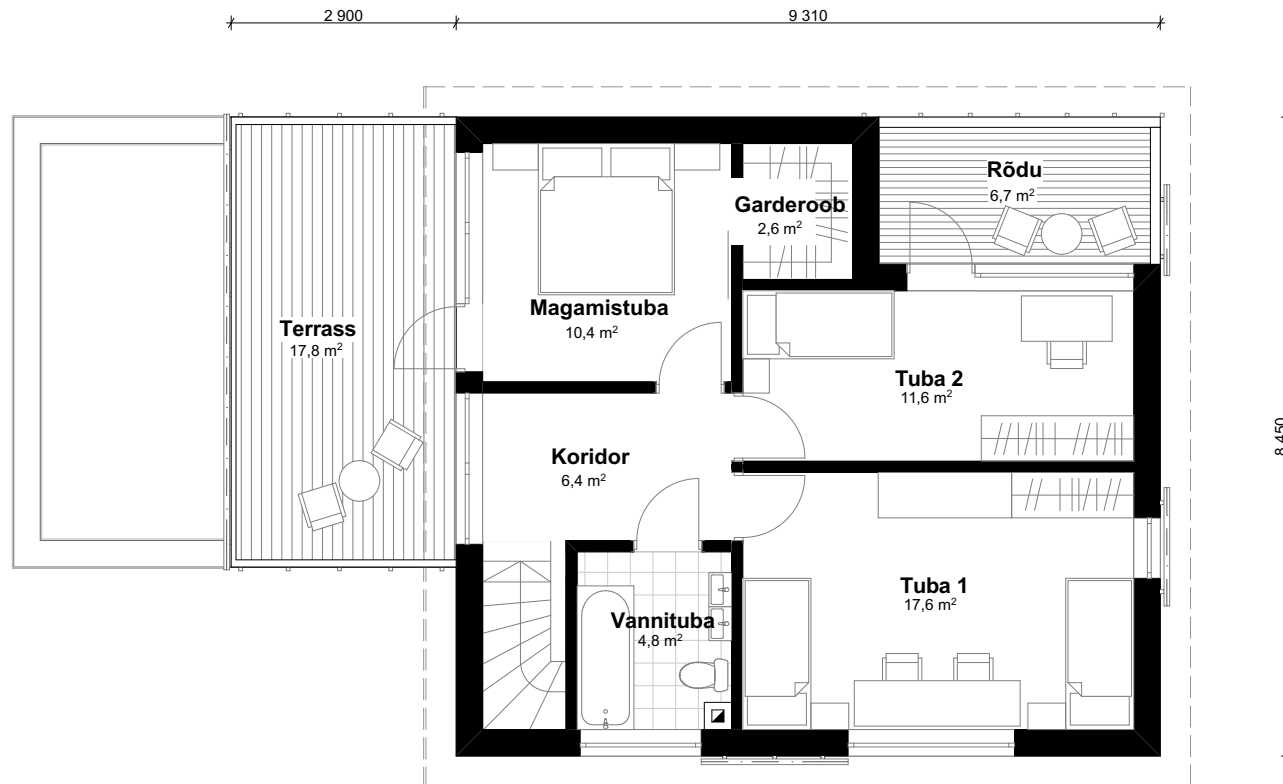 2 900
9 310
Rõdu
6,7 m²
Garderoob
2,6 m²
Magamistuba
10,4 m²
Terrass
17,8 m²
Tuba 2
11,6 m²
Koridor
6,4 m²
8 450
Tuba 1
17,6 m²
Vannituba
4,8 m²